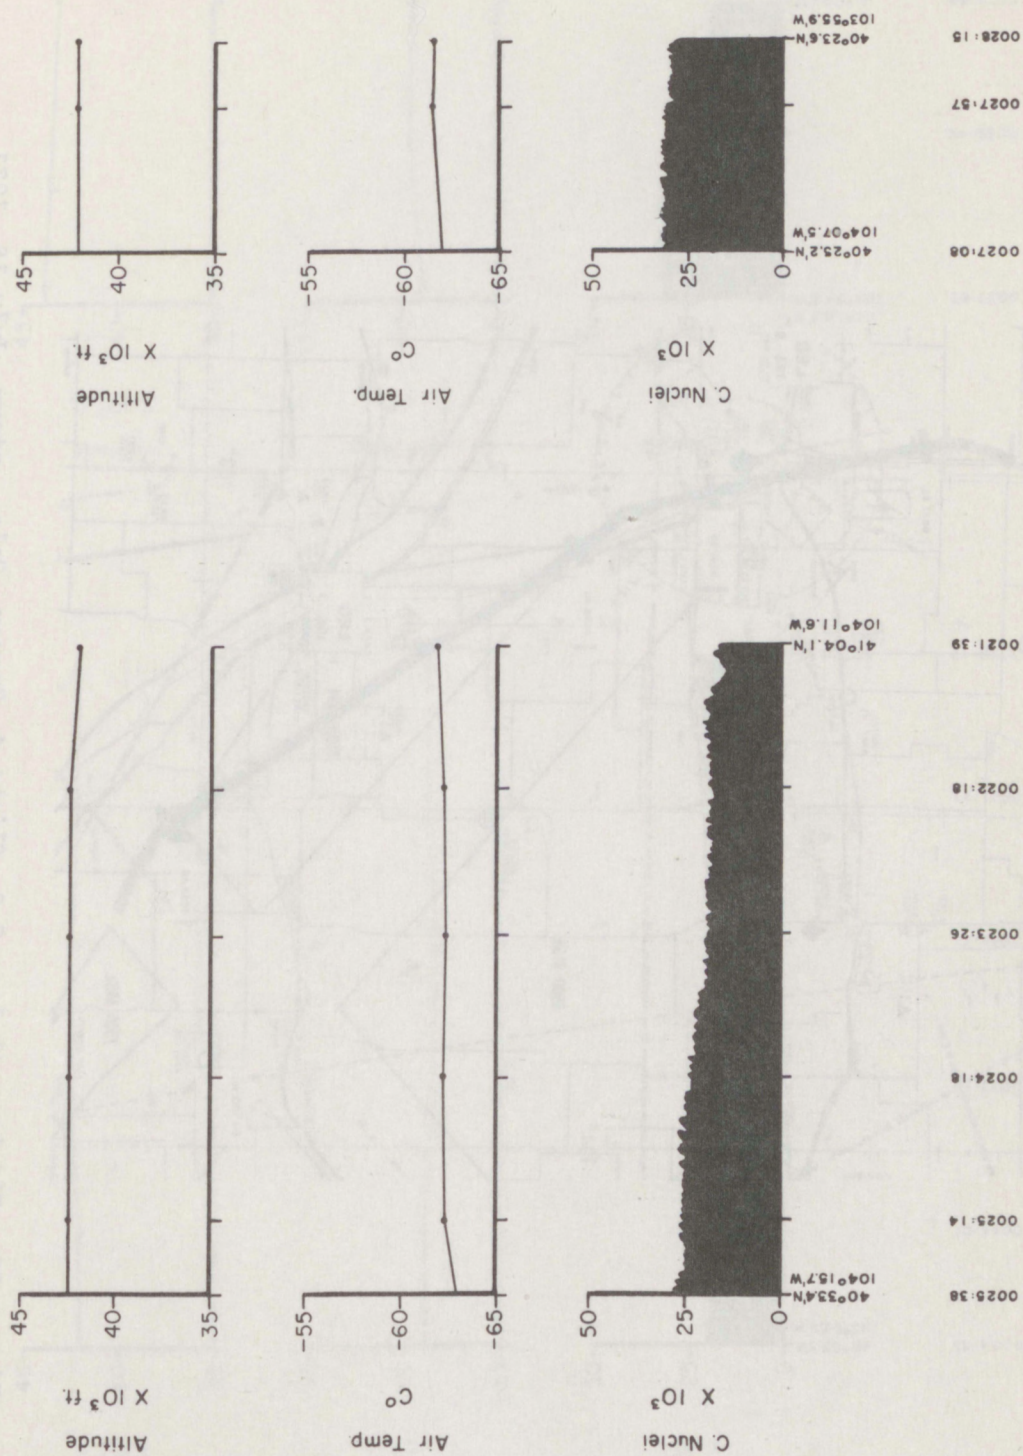 C. Nuclei
X 10³
Air Temp
C°
Altitude
X 10³ ft.
0 25 50
-65 -60 -55
35 40 45
0025:38
40°33.4'N
104°15.7'W
0025:14
0024:18
0023:26
0022:18
0021:39
41°04.1'N
104°11.6'W
C. Nuclei
X 10³
Air Temp.
C°
Altitude
X 10³ ft.
0 25 50
-65 -60 -55
35 40 45
0027:08
40°25.2'N
104°07.5'W
0027:57
0028:15
40°23.6'N
103°55.9'W